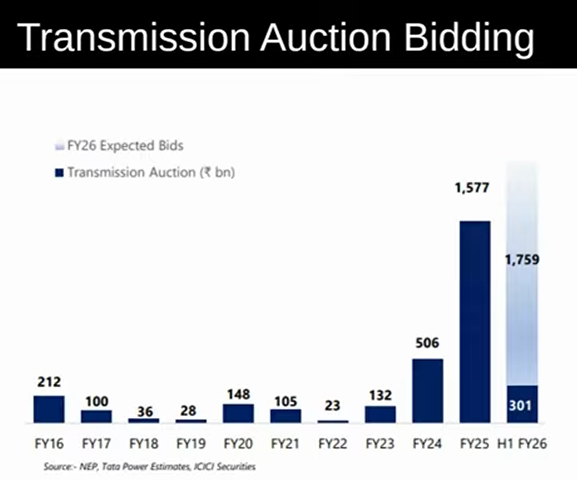 Transmission Auction Bidding
FY26 Expected Bids
Transmission Auction (₹ bn)
1,577
1,759
506
212
148
132
100
105
36
28
23
301
FY16 FY17 FY18 FY19 FY20 FY21 FY22 FY23 FY24 FY25 H1 FY26
Source:- NEP, Tata Power Estimates, ICICI Securities